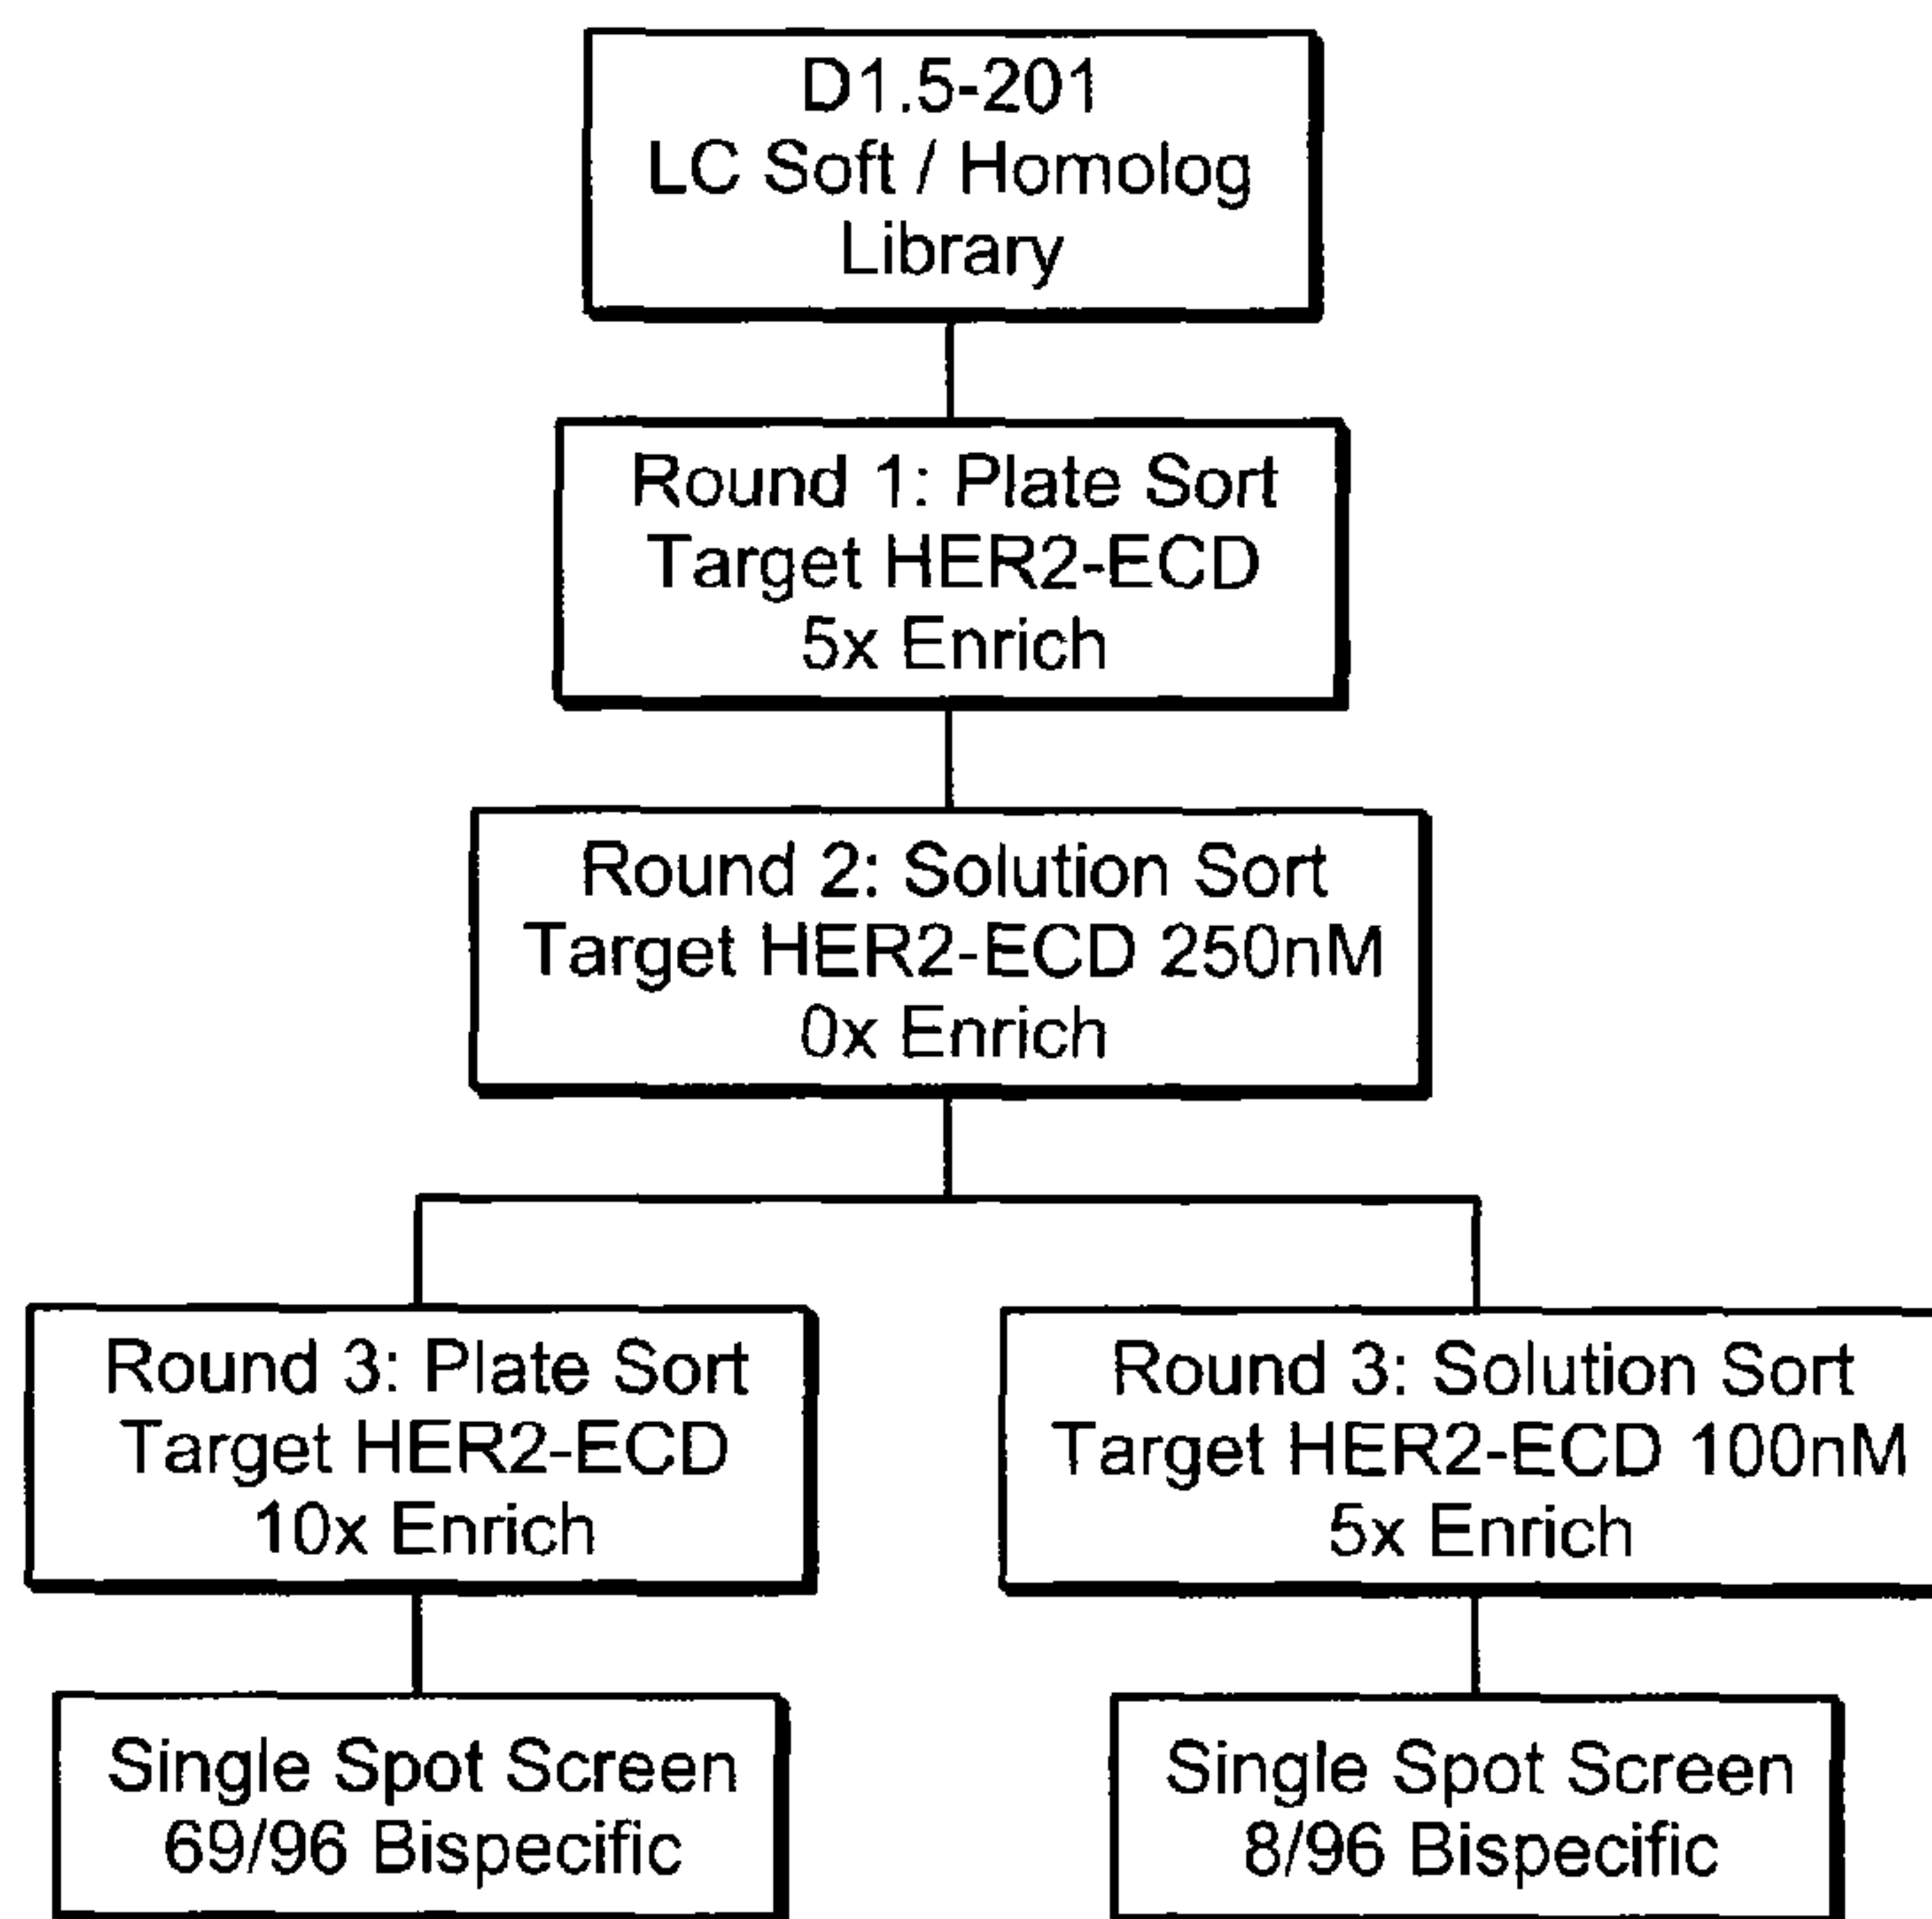 D1.5-201
LC Soft / Homolog
Library
Round 1: Plate Sort
Target HER2-ECD
5x Enrich
Round 2: Solution Sort
Target HER2-ECD 250nM
0x Enrich
Round 3: Plate Sort
Target HER2-ECD
10x Enrich
Round 3: Solution Sort
Target HER2-ECD 100nM
5x Enrich
Single Spot Screen
69/96 Bispecific
Single Spot Screen
8/96 Bispecific